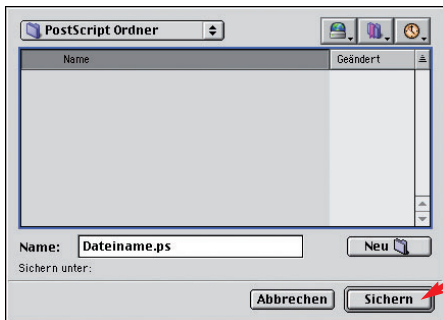 PostScript Ordner
Name Geändert
Name: Dateiname.ps Neu
Sichern unter:
Abbrechen Sichern